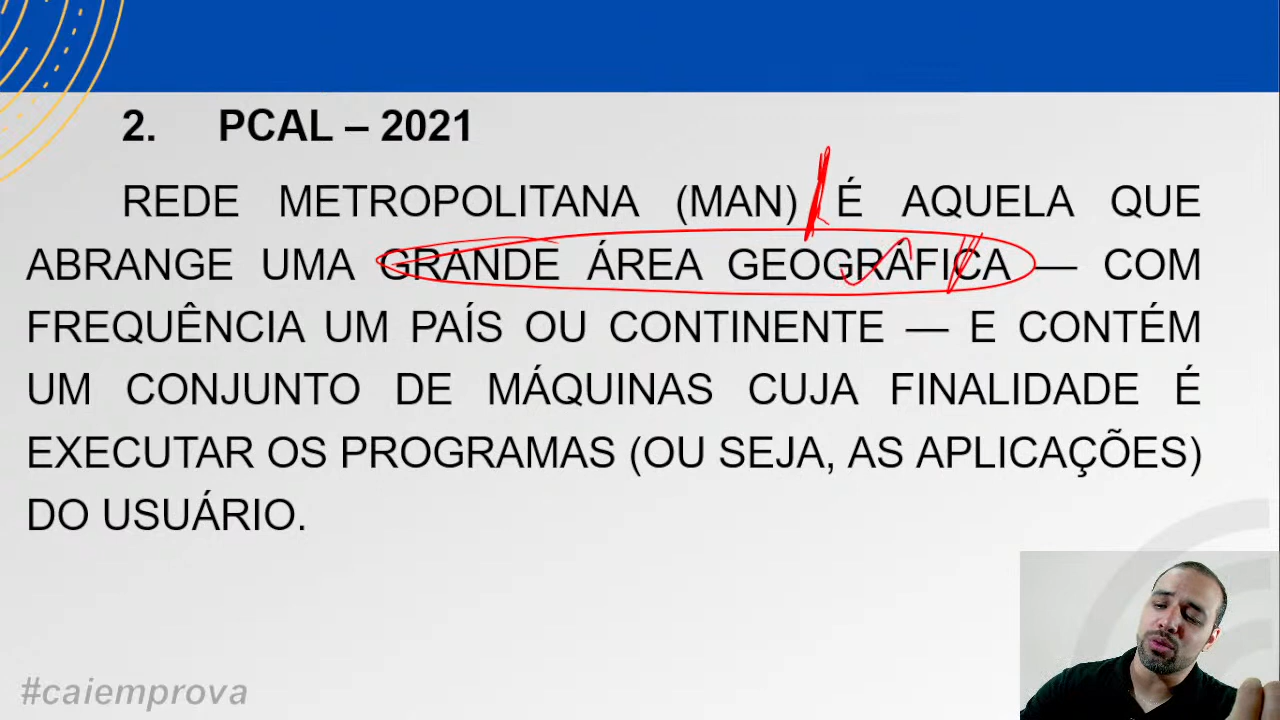 2. PCAL – 2021
REDE METROPOLITANA (MAN) É AQUELA QUE
ABRANGE UMA GRANDE ÁREA GEOGRÁFICA — COM
FREQUÊNCIA UM PAÍS OU CONTINENTE — E CONTÉM
UM CONJUNTO DE MÁQUINAS CUJA FINALIDADE É
EXECUTAR OS PROGRAMAS (OU SEJA, AS APLICAÇÕES)
DO USUÁRIO.
#caiemprova